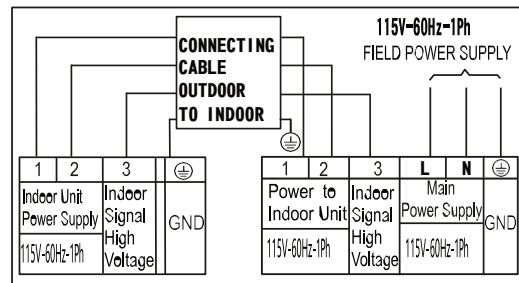 115V-60Hz-1Ph
FIELD POWER SUPPLY
CONNECTING
CABLE
OUTDOOR
TO INDOOR
1 2 3
Indoor Unit
Power Supply
115V-60Hz-1Ph
Indoor
Signal
High
Voltage
GND
1 2 3 L N
Power to
Indoor Unit
115V-60Hz-1Ph
Indoor
Signal
High
Voltage
Main
Power Supply
115V-60Hz-1Ph
GND